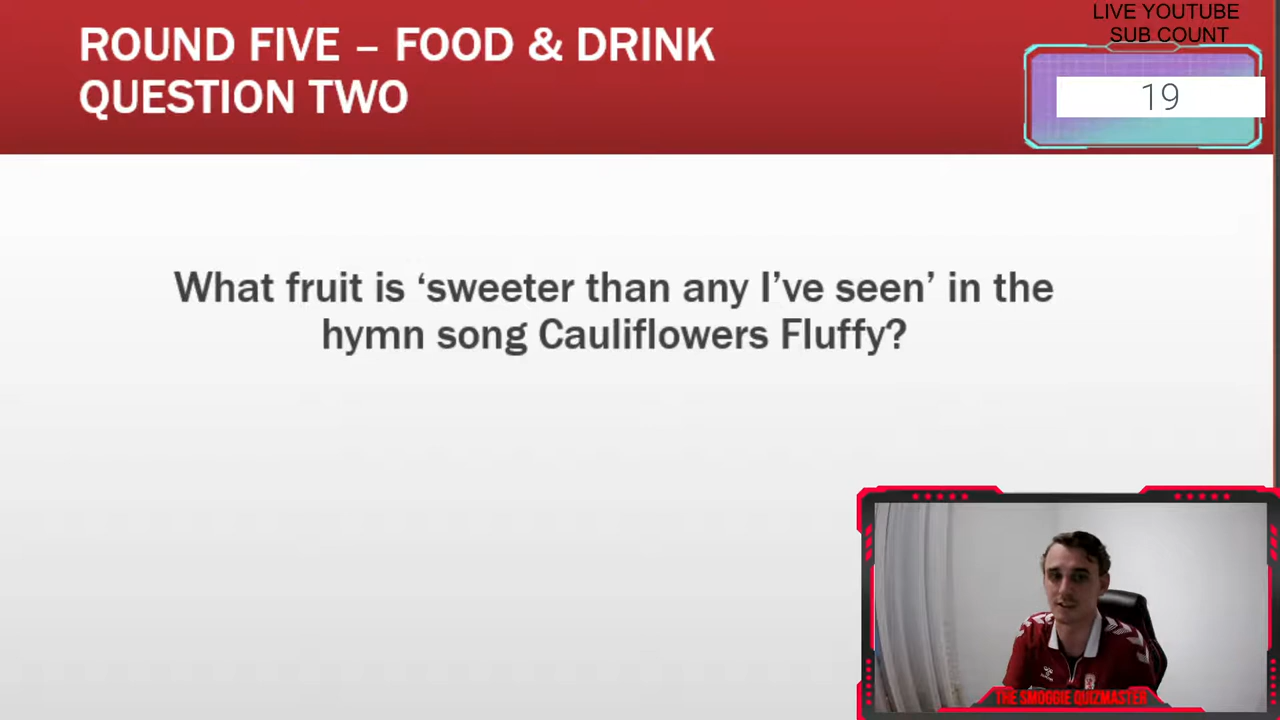 ROUND FIVE – FOOD & DRINK
QUESTION TWO
LIVE YOUTUBE
SUB COUNT
19
What fruit is ‘sweeter than any I’ve seen’ in the
hymn song Cauliflowers Fluffy?
THE SMOGGIE QUIZMASTER